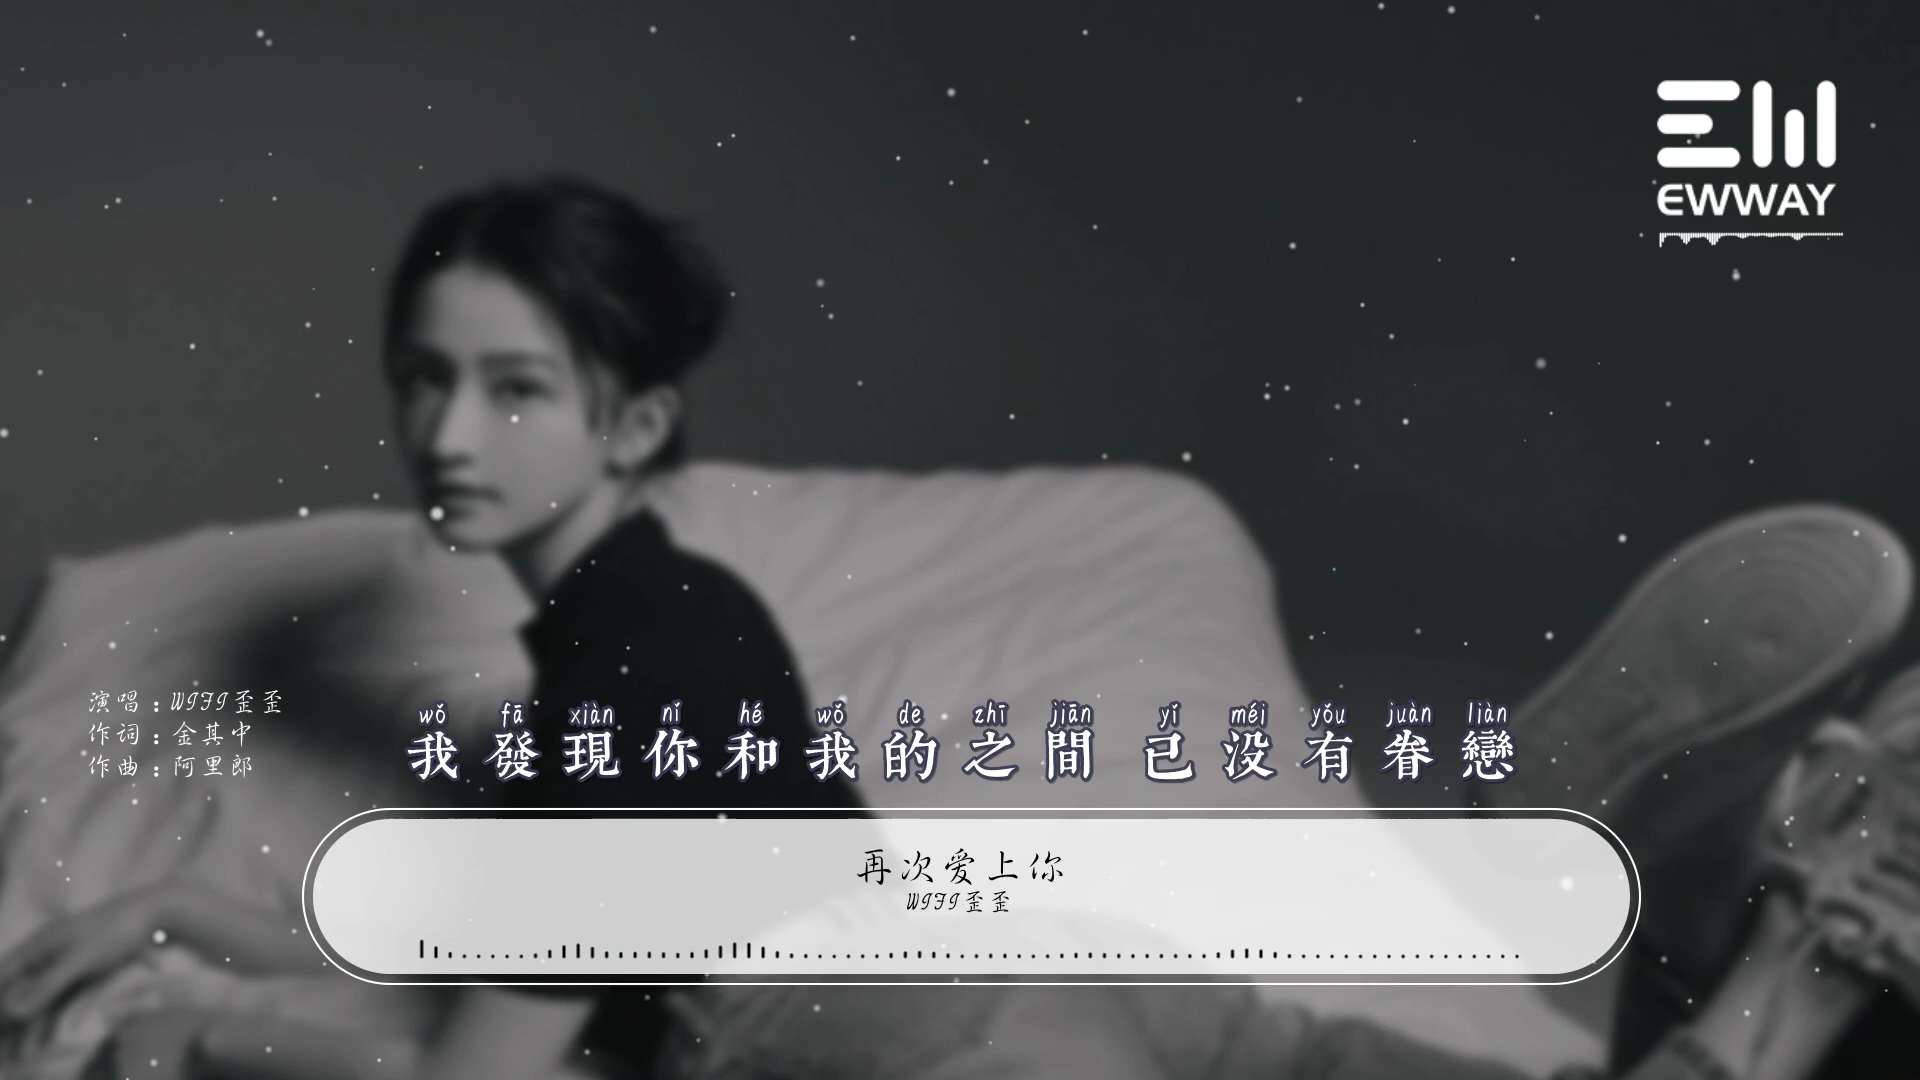 EW
EWWAY
演唱：WIFI歪歪
作词：金其中
作曲：阿里郎
wǒ fā xiàn nǐ hé wǒ de zhī jiān yǐ méi yǒu juàn liàn
我發現你和我的之間 已没有眷戀
再次爱上你
WIFI歪歪